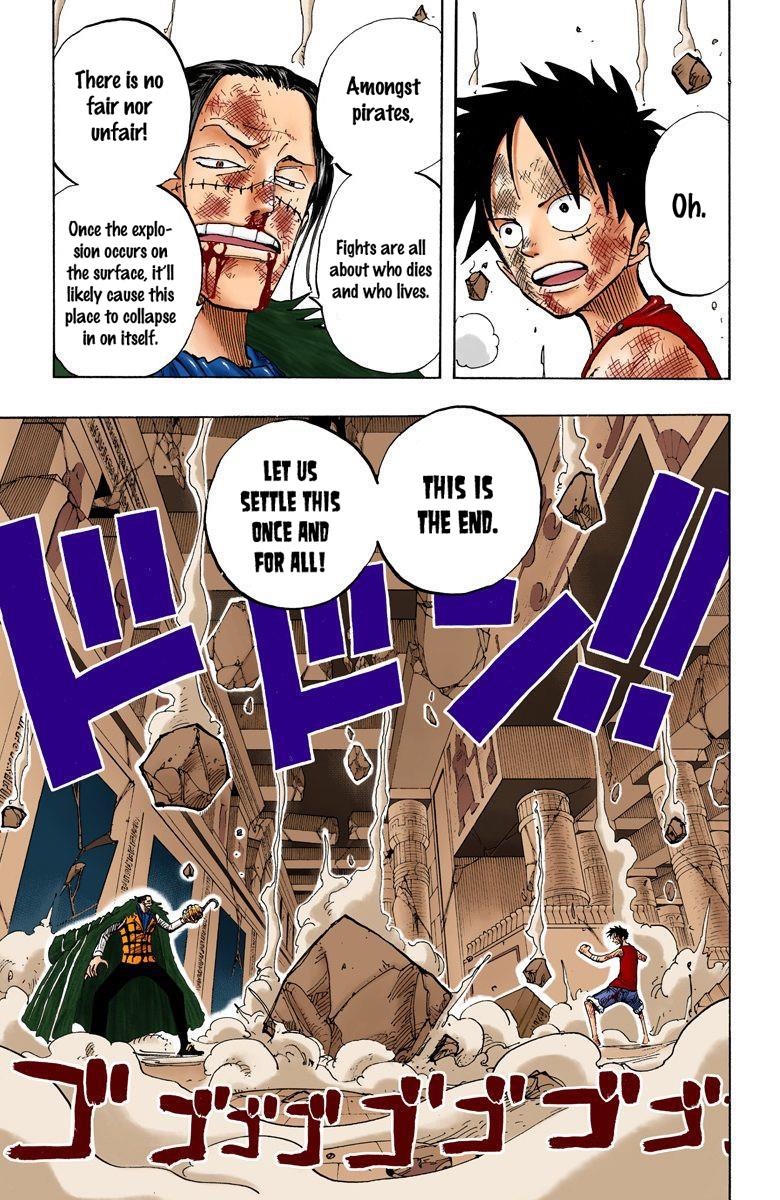 Oh.
Amongst
pirates,
Fights are all
about who dies
and who lives.
There is no
fair nor
unfair!
Once the explo-
sion occurs on
the surface, it'll
likely cause this
place to collapse
in on itself.
THIS IS
THE END.
LET US
SETTLE THIS
ONCE AND
FOR ALL!
ドドン!!
ゴゴゴゴゴゴゴゴ